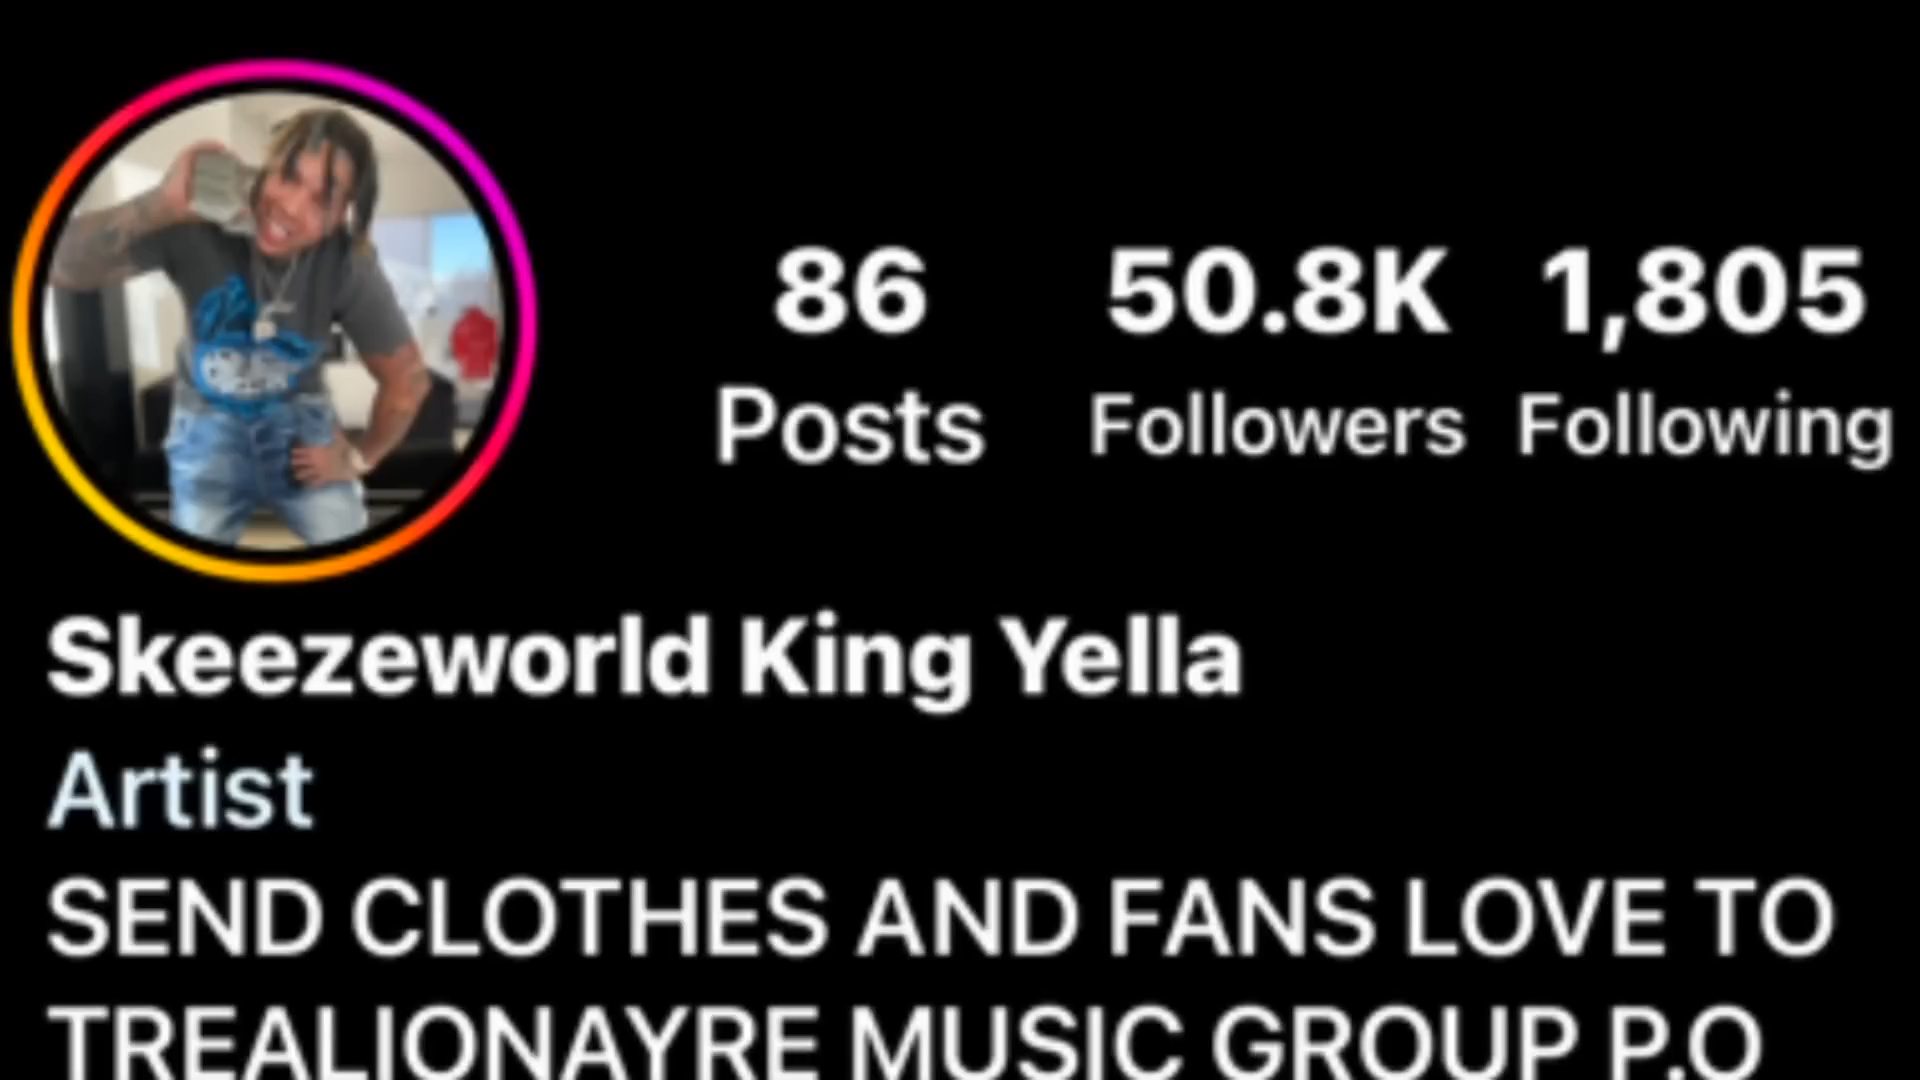 86 50.8K 1,805
Posts Followers Following
Skeezeworld King Yella
Artist
SEND CLOTHES AND FANS LOVE TO
TREALIONAYRE MUSIC GROUP P.O